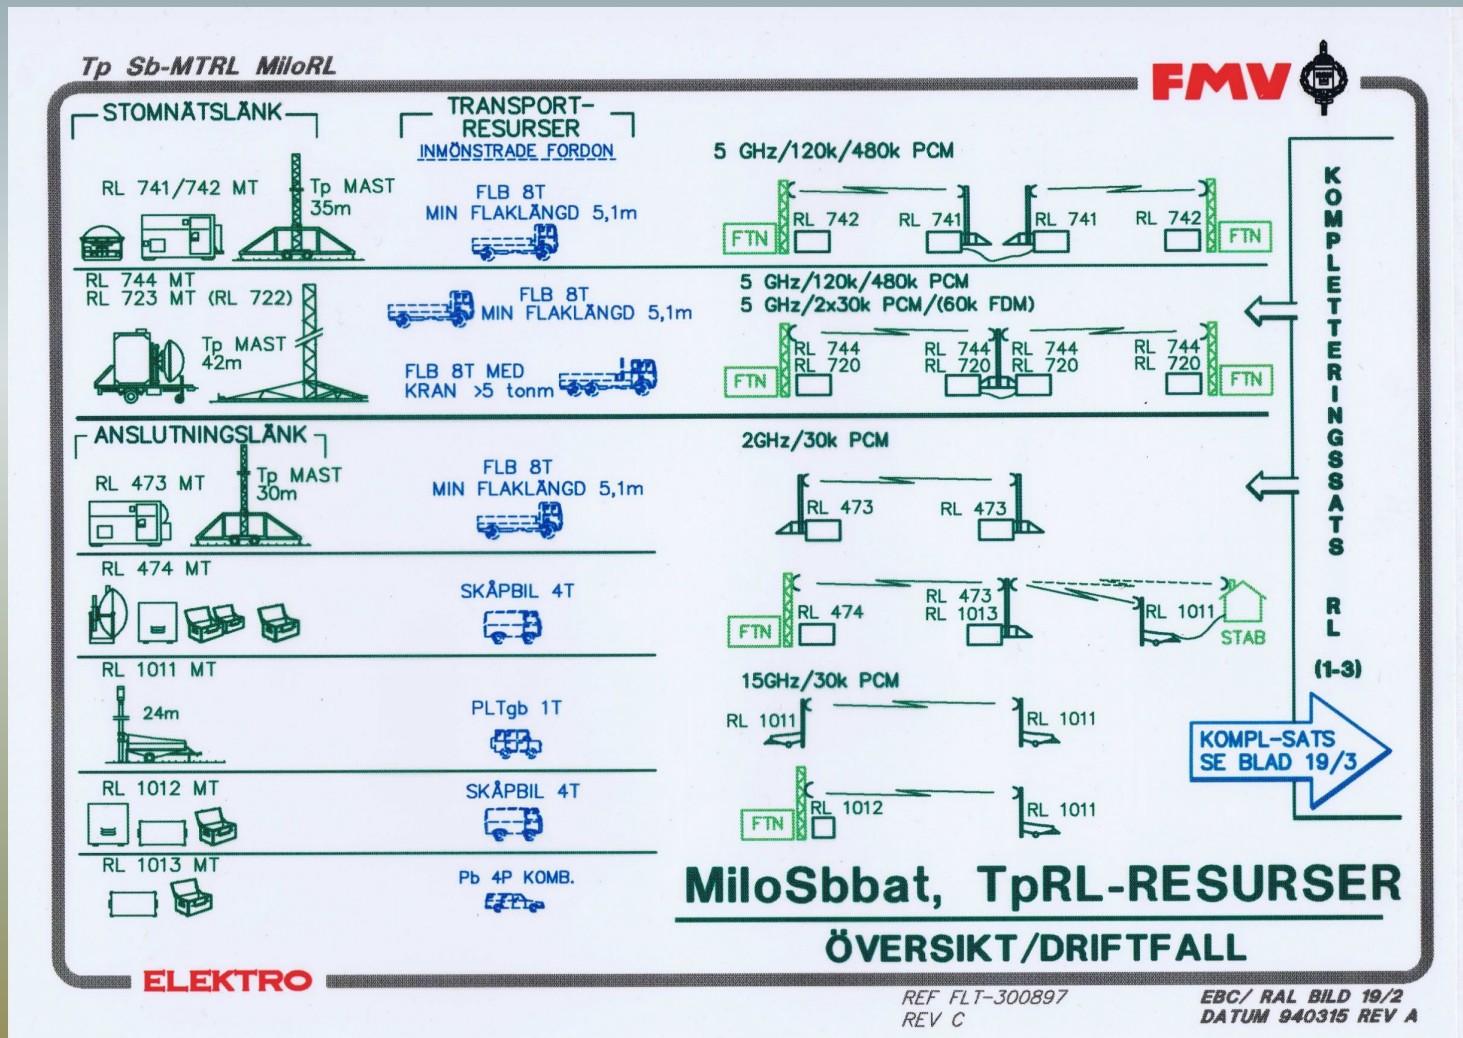 Tp Sb-MTRL MiloRL
FMV
STOMNÄTSLÄNK
TRANSPORT-
RESURSER
INMÖNSTRADE FORDON
RL 741/742 MT
Tp MAST
35m
FLB 8T
MIN FLAKLÄNGD 5,1m
5 GHz/120k/480k PCM
FTN
RL 742
RL 741
RL 741
RL 742
FTN
RL 744 MT
RL 723 MT (RL 722)
Tp MAST
42m
FLB 8T
MIN FLAKLÄNGD 5,1m
FLB 8T MED
KRAN >5 tonm
5 GHz/120k/480k PCM
5 GHz/2x30k PCM/(60k FDM)
FTN
RL 744
RL 720
RL 744
RL 720
RL 744
RL 720
RL 744
RL 720
FTN
ANSLUTNINGSLÄNK
RL 473 MT
Tp MAST
30m
FLB 8T
MIN FLAKLÄNGD 5,1m
2GHz/30k PCM
RL 473
RL 473
RL 474 MT
SKÅPBIL 4T
FTN
RL 474
RL 473
RL 1013
RL 1011
STAB
RL 1011 MT
24m
PLTgb 1T
15GHz/30k PCM
RL 1011
RL 1011
RL 1012 MT
SKÅPBIL 4T
FTN
RL 1012
RL 1011
RL 1013 MT
Pb 4P KOMB.
KOMPLETTERINGSSATS RL
(1-3)
KOMPL-SATS
SE BLAD 19/3
MiloSbbat, TpRL-RESURSER
ÖVERSIKT/DRIFTFALL
ELEKTRO
REF FLT-300897
REV C
EBC/ RAL BILD 19/2
DATUM 940315 REV A